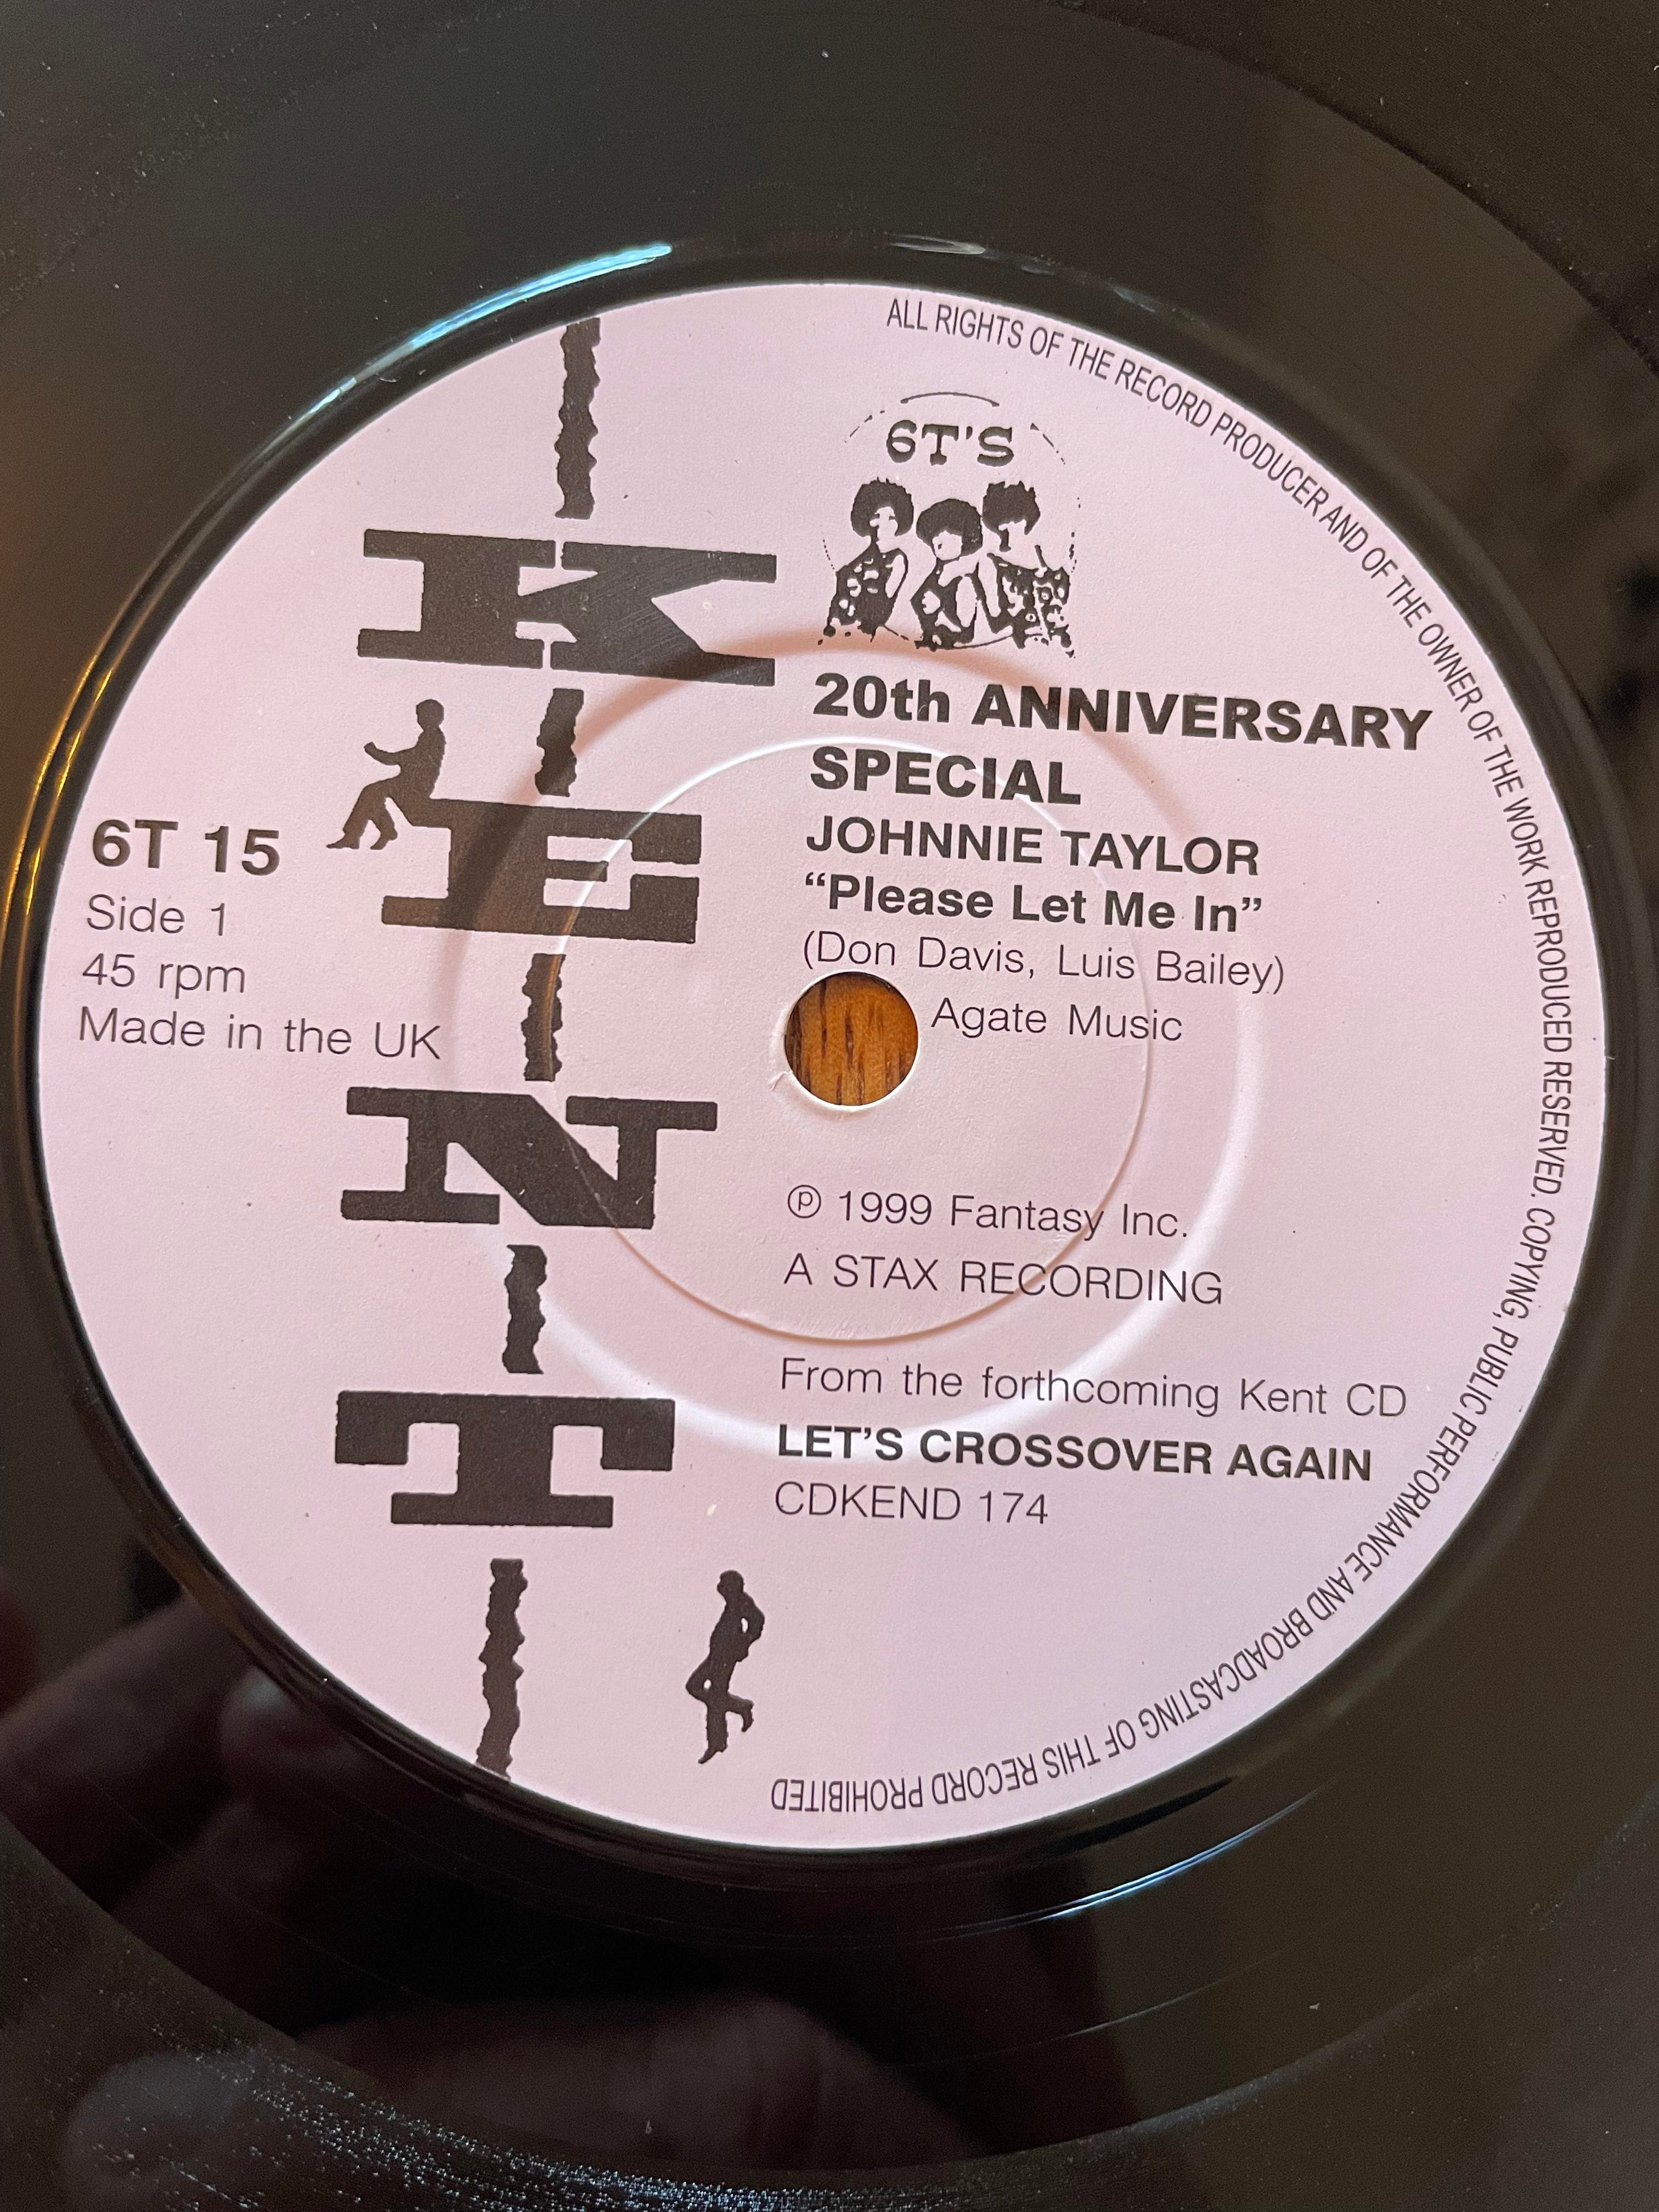 ALL RIGHTS OF THE RECORD PRODUCER AND OF THE OWNER OF THE WORK REPRODUCED RESERVED. COPYING, PUBLIC PERFORMANCE AND BROADCASTING OF THIS RECORD PROHIBITED
6T'S
KENT
20th ANNIVERSARY
SPECIAL
JOHNNIE TAYLOR
“Please Let Me In”
(Don Davis, Luis Bailey)
Agate Music
6T 15
Side 1
45 rpm
Made in the UK
℗ 1999 Fantasy Inc.
A STAX RECORDING
From the forthcoming Kent CD
LET'S CROSSOVER AGAIN
CDKEND 174